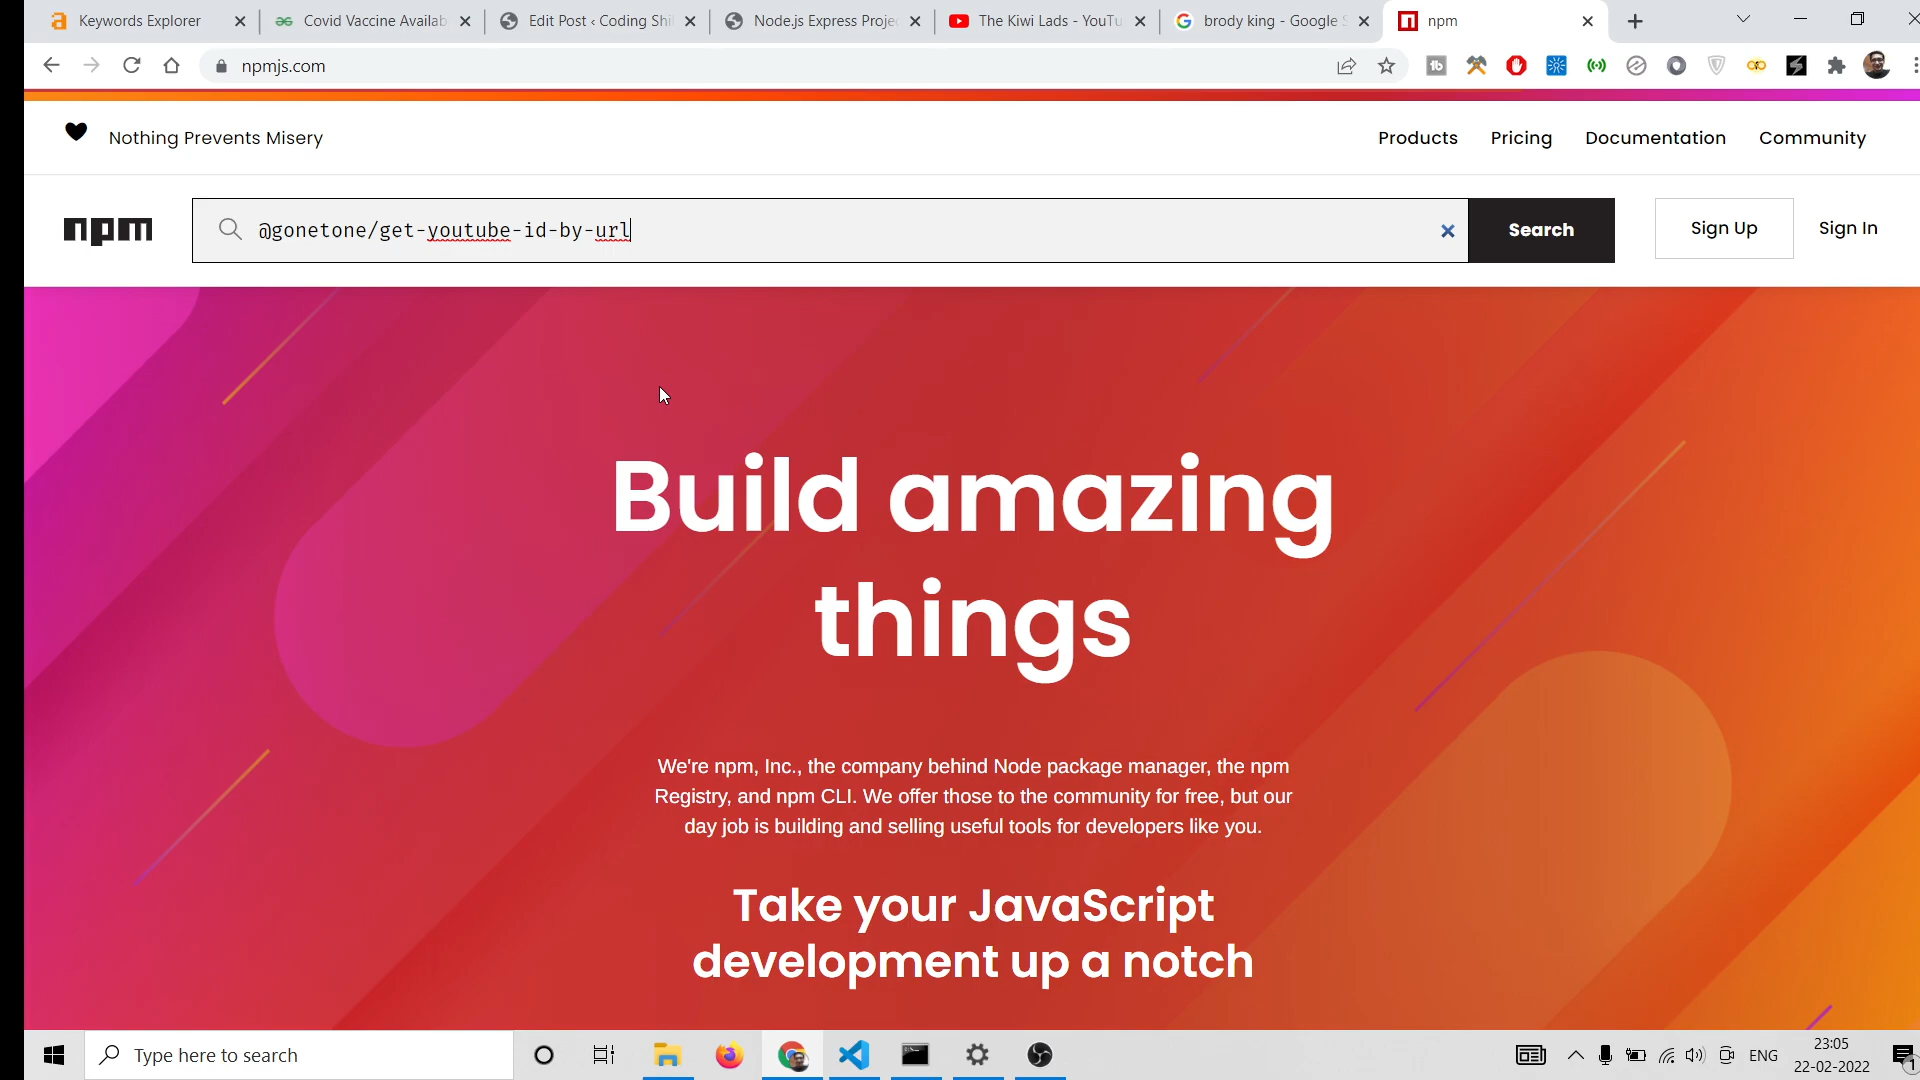 Keywords Explorer
Covid Vaccine Availab
Edit Post ‹ Coding Shi
Node.js Express Projec
The Kiwi Lads - YouTu
brody king - Google S
npm
npmjs.com
Nothing Prevents Misery
Products
Pricing
Documentation
Community
npm
@gonetone/get-youtube-id-by-url
Search
Sign Up
Sign In
Build amazing
things
We're npm, Inc., the company behind Node package manager, the npm
Registry, and npm CLI. We offer those to the community for free, but our
day job is building and selling useful tools for developers like you.
Take your JavaScript
development up a notch
Type here to search
ENG
23:05
22-02-2022
1